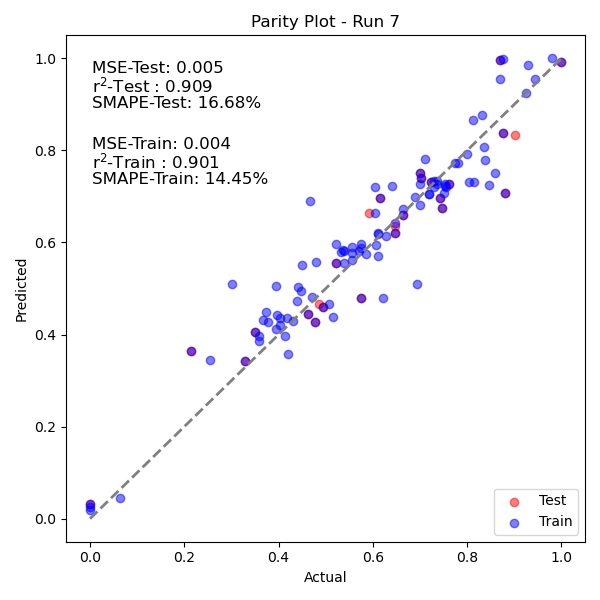 Parity Plot - Run 7
MSE-Test: 0.005
r²-Test : 0.909
SMAPE-Test: 16.68%
MSE-Train: 0.004
r²-Train : 0.901
SMAPE-Train: 14.45%
Predicted
1.0
0.8
0.6
0.4
0.2
0.0
Test
Train
0.0 0.2 0.4 0.6 0.8 1.0
Actual